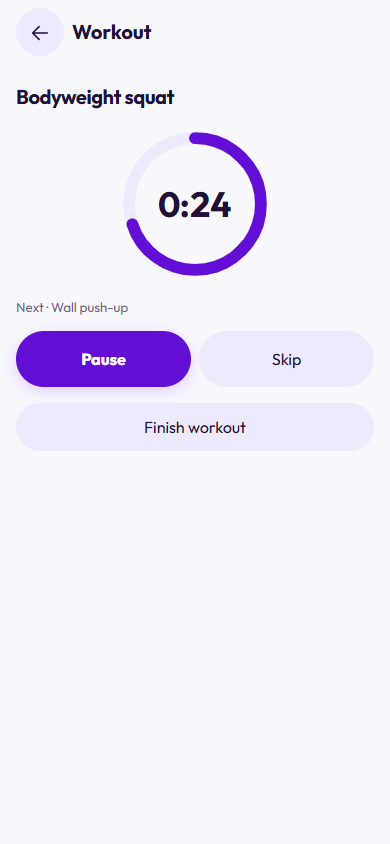 Workout
Bodyweight squat
0:24
Next · Wall push-up
Pause
Skip
Finish workout